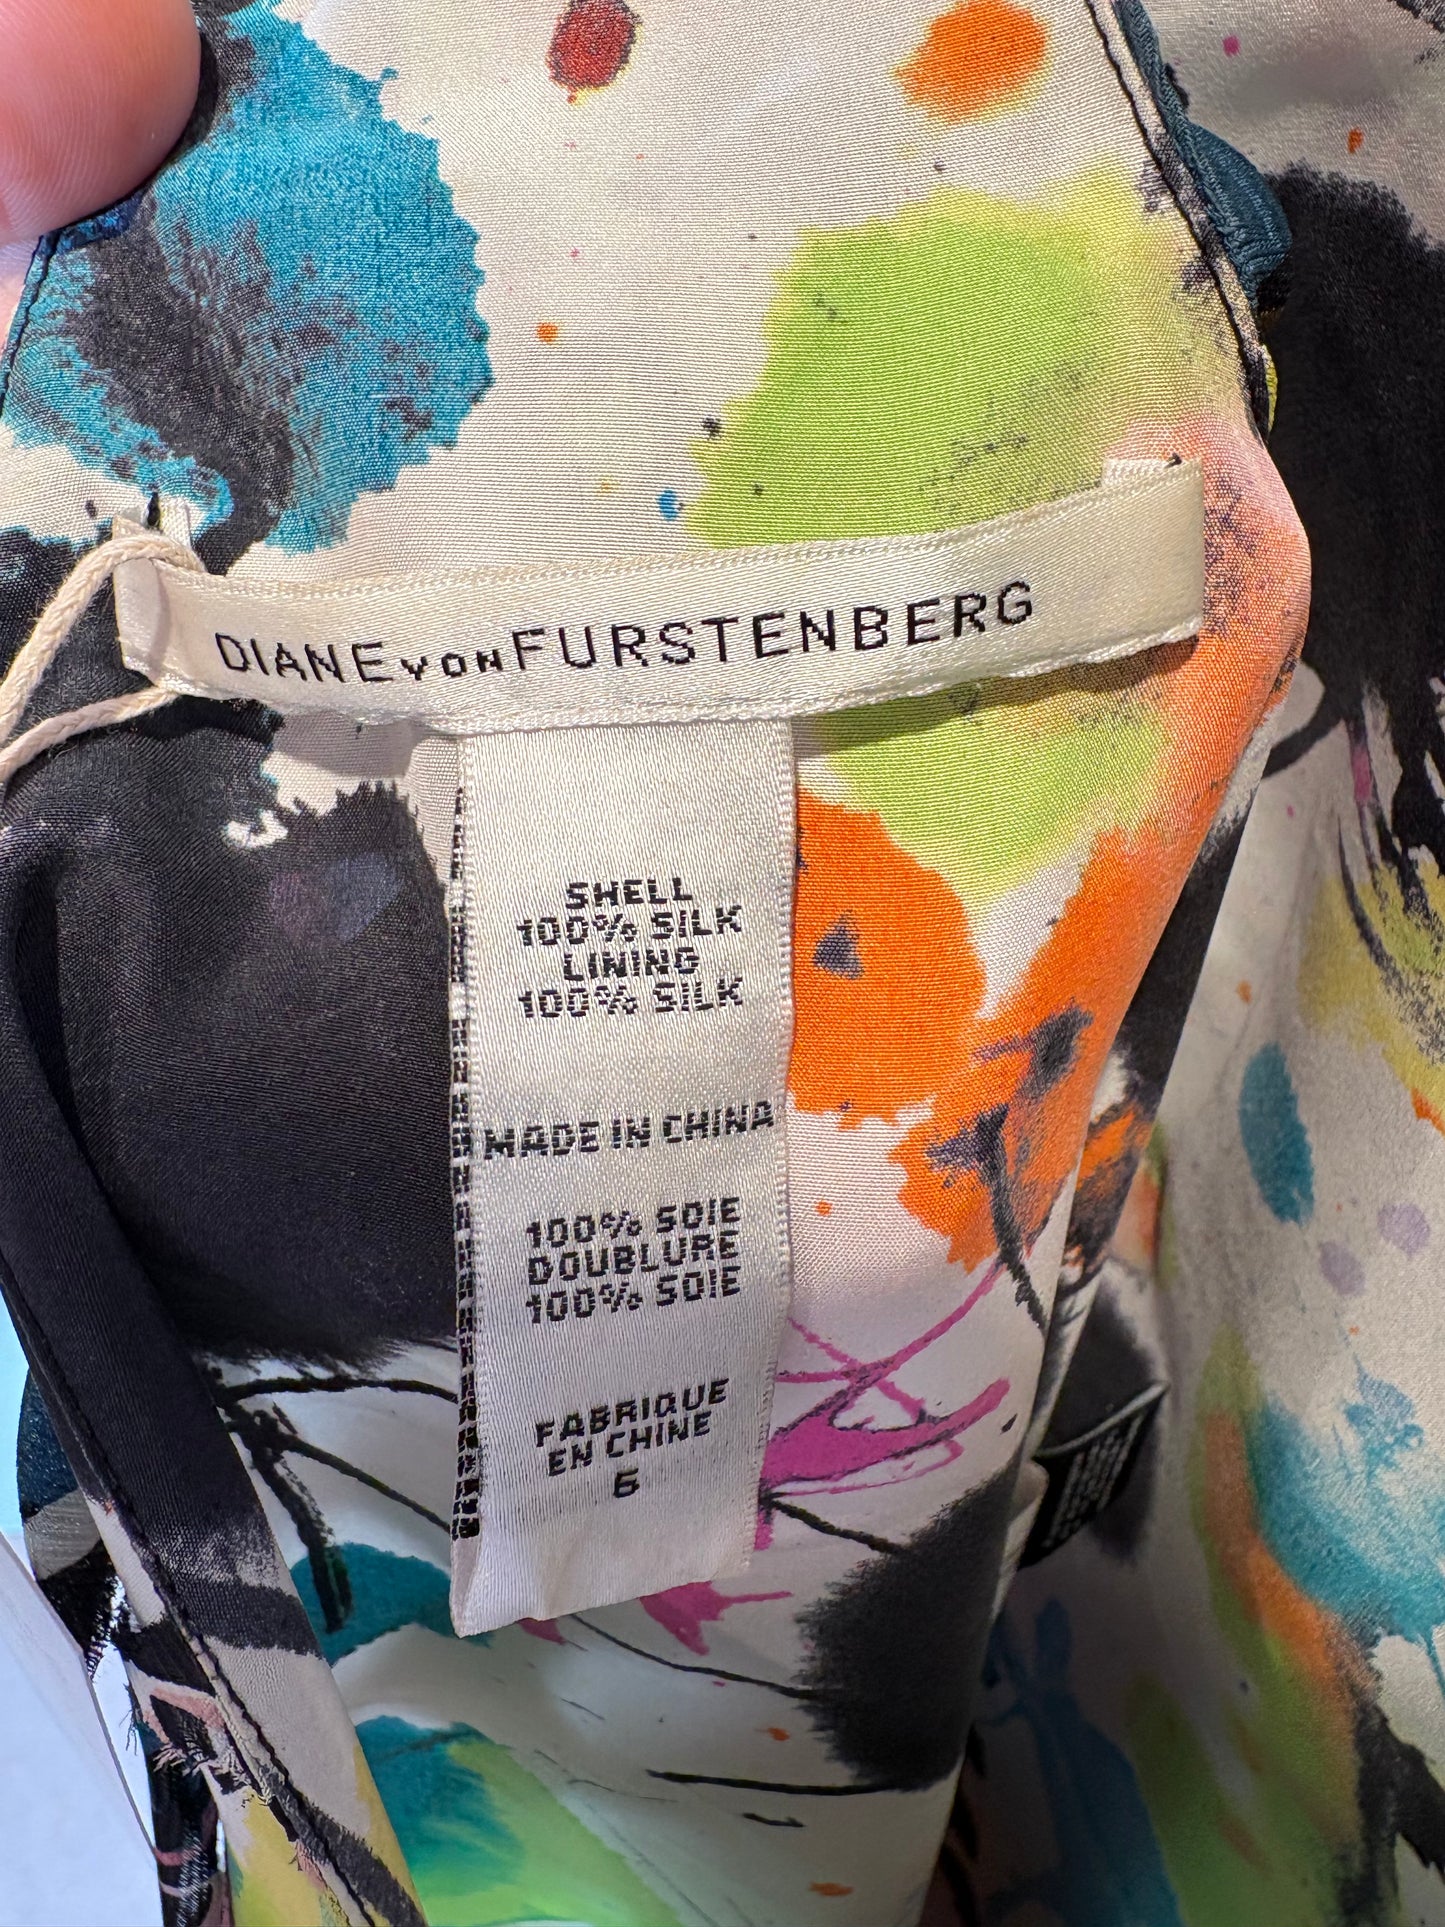 DIANE VON FURSTENBERG
SHELL
100% SILK
LINING
100% SILK
MADE IN CHINA
100% SOIE
DOUBLURE
100% SOIE
FABRIQUE
EN CHINE
6